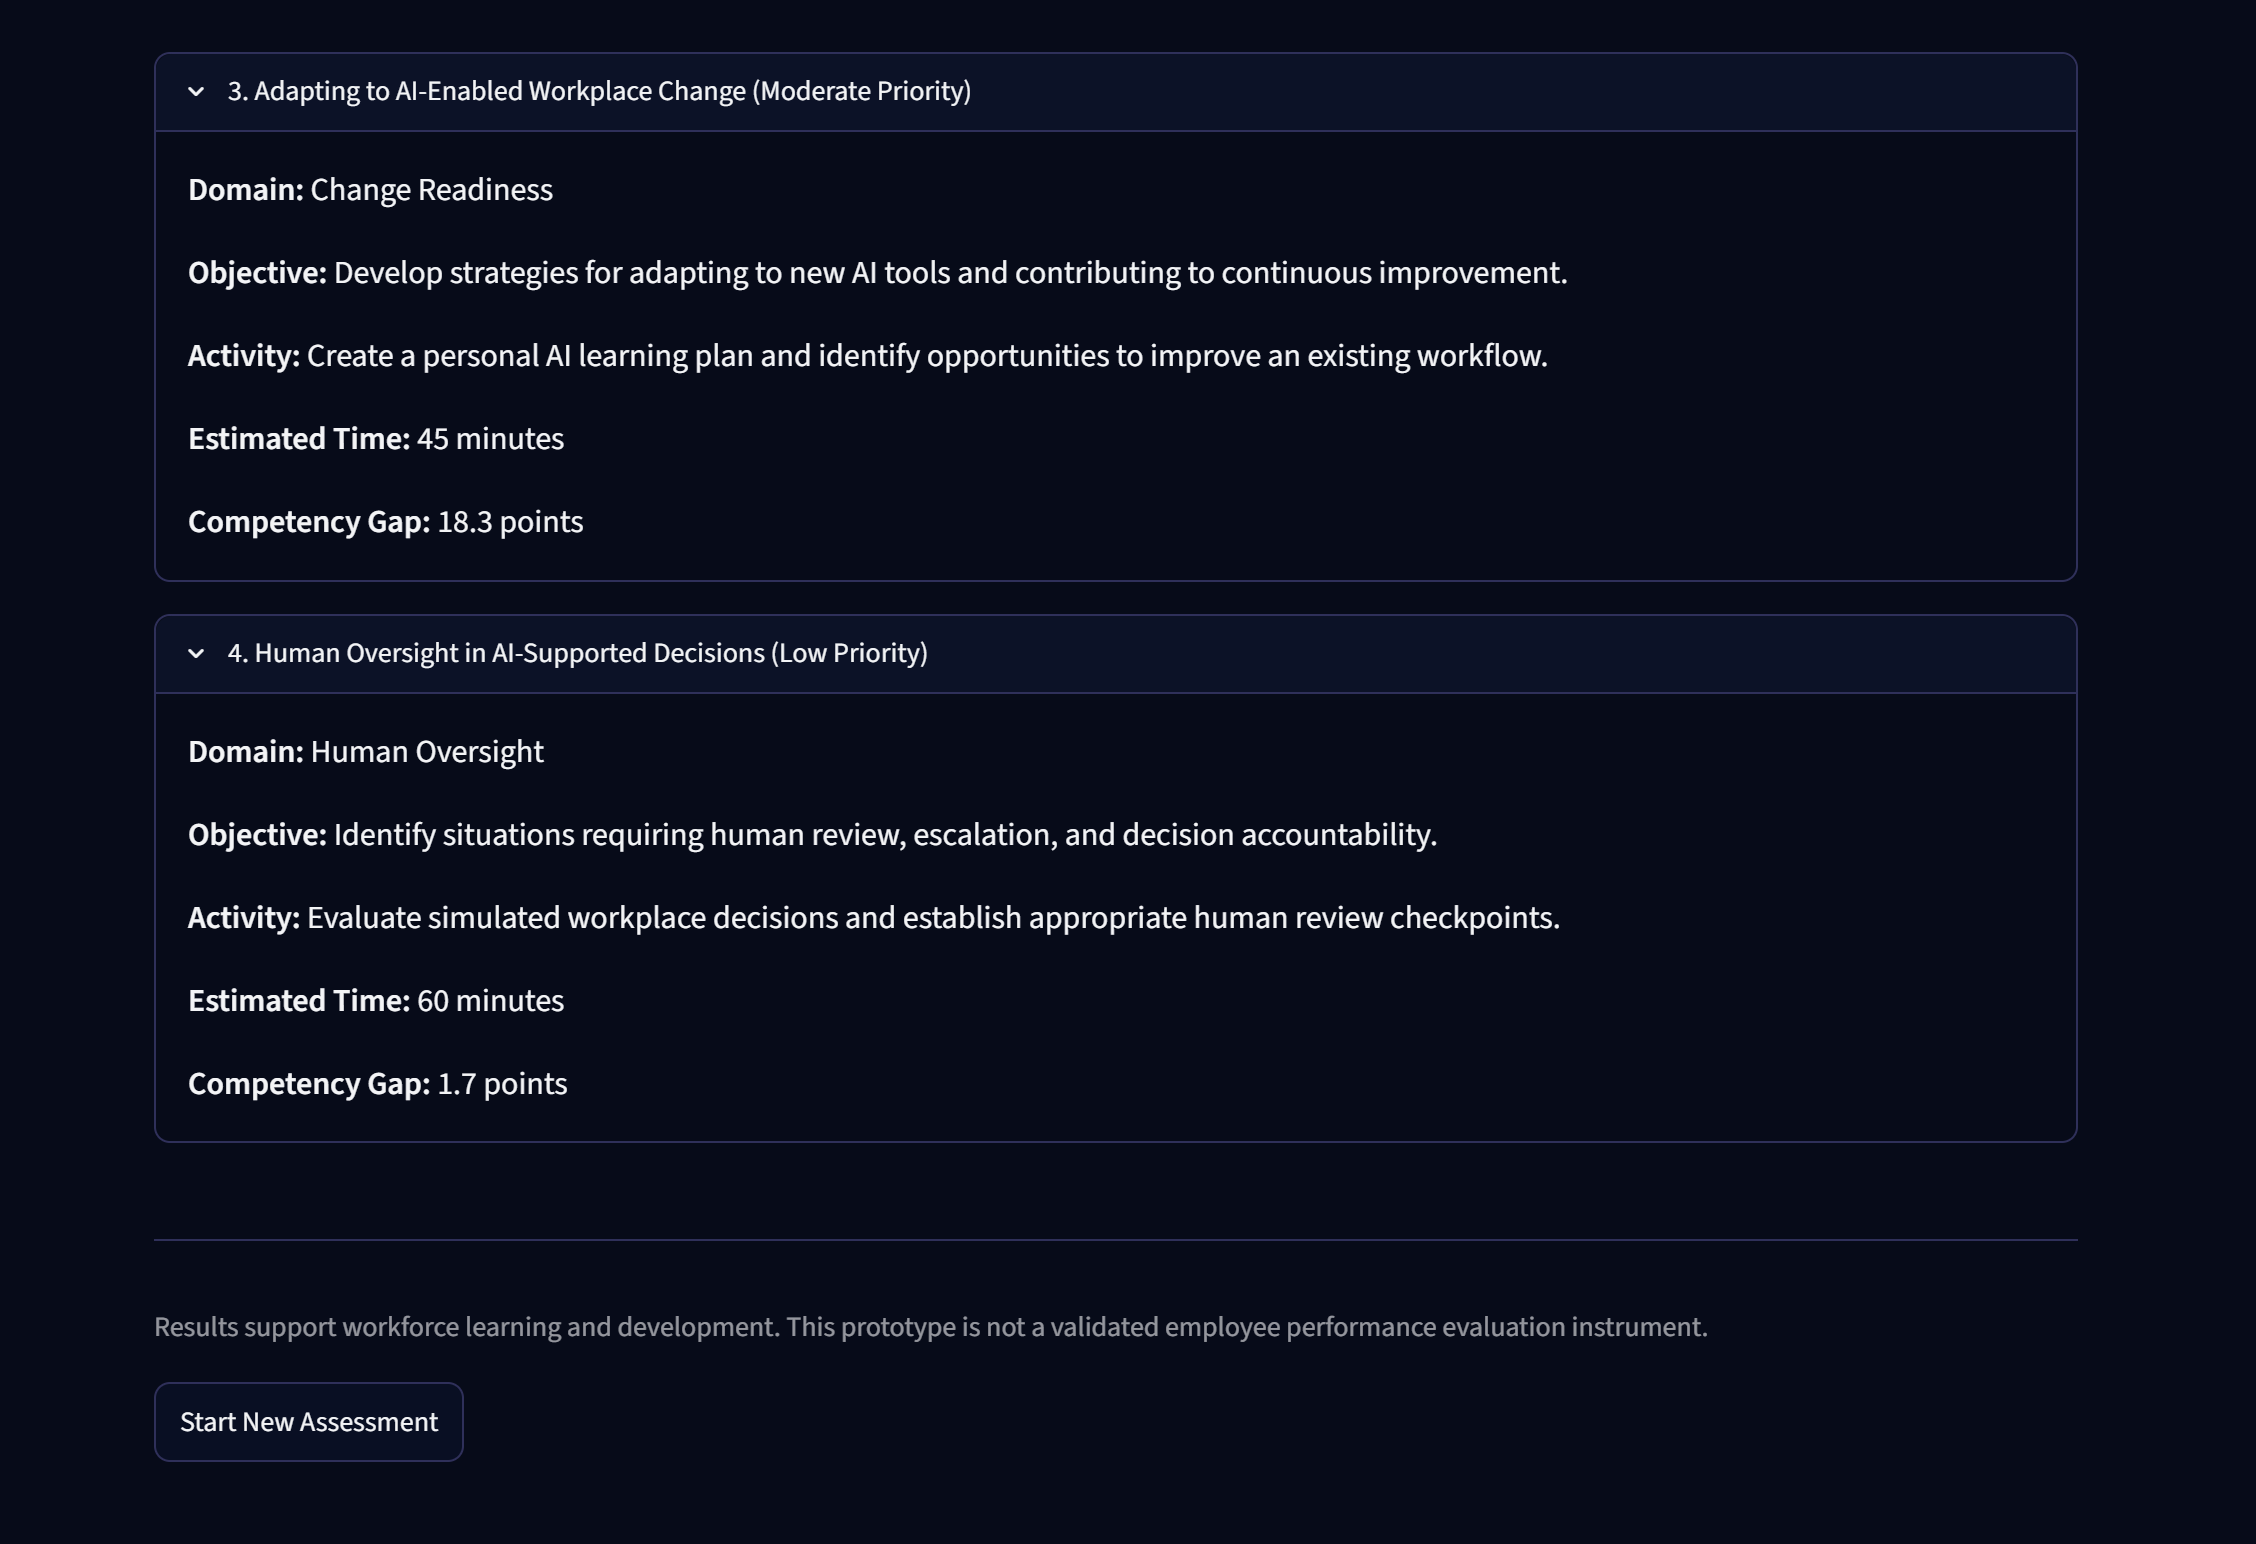 3. Adapting to AI-Enabled Workplace Change (Moderate Priority)
Domain: Change Readiness
Objective: Develop strategies for adapting to new AI tools and contributing to continuous improvement.
Activity: Create a personal AI learning plan and identify opportunities to improve an existing workflow.
Estimated Time: 45 minutes
Competency Gap: 18.3 points
4. Human Oversight in AI-Supported Decisions (Low Priority)
Domain: Human Oversight
Objective: Identify situations requiring human review, escalation, and decision accountability.
Activity: Evaluate simulated workplace decisions and establish appropriate human review checkpoints.
Estimated Time: 60 minutes
Competency Gap: 1.7 points
Results support workforce learning and development. This prototype is not a validated employee performance evaluation instrument.
Start New Assessment